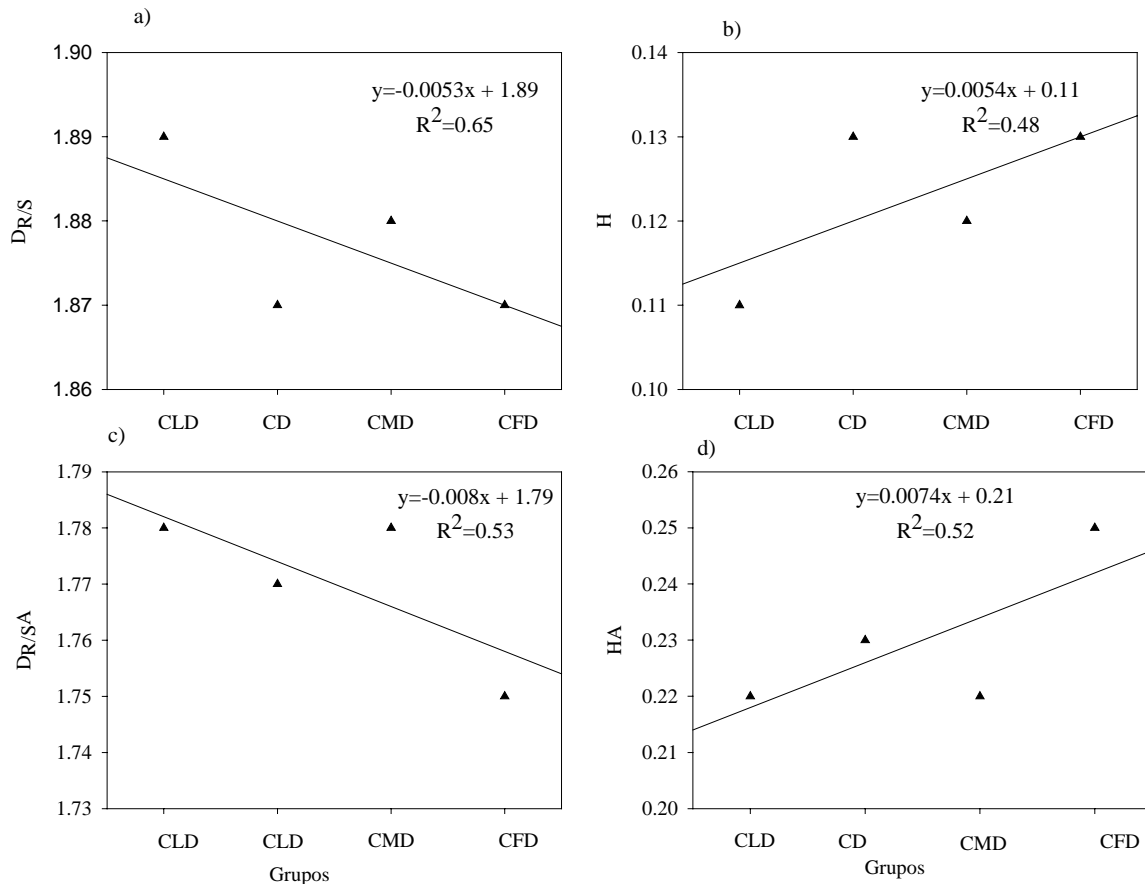 a)
1.90
1.89
1.88
1.87
1.86
D_R/S
y=-0.0053x + 1.89
R²=0.65
CLD CD CMD CFD
b)
0.14
0.13
0.12
0.11
0.10
H
y=0.0054x + 0.11
R²=0.48
CLD CD CMD CFD
c)
1.79
1.78
1.77
1.76
1.75
1.74
1.73
D_R/S A
y=-0.008x + 1.79
R²=0.53
CLD CLD CMD CFD
Grupos
d)
0.26
0.25
0.24
0.23
0.22
0.21
0.20
HA
y=0.0074x + 0.21
R²=0.52
CLD CD CMD CFD
Grupos